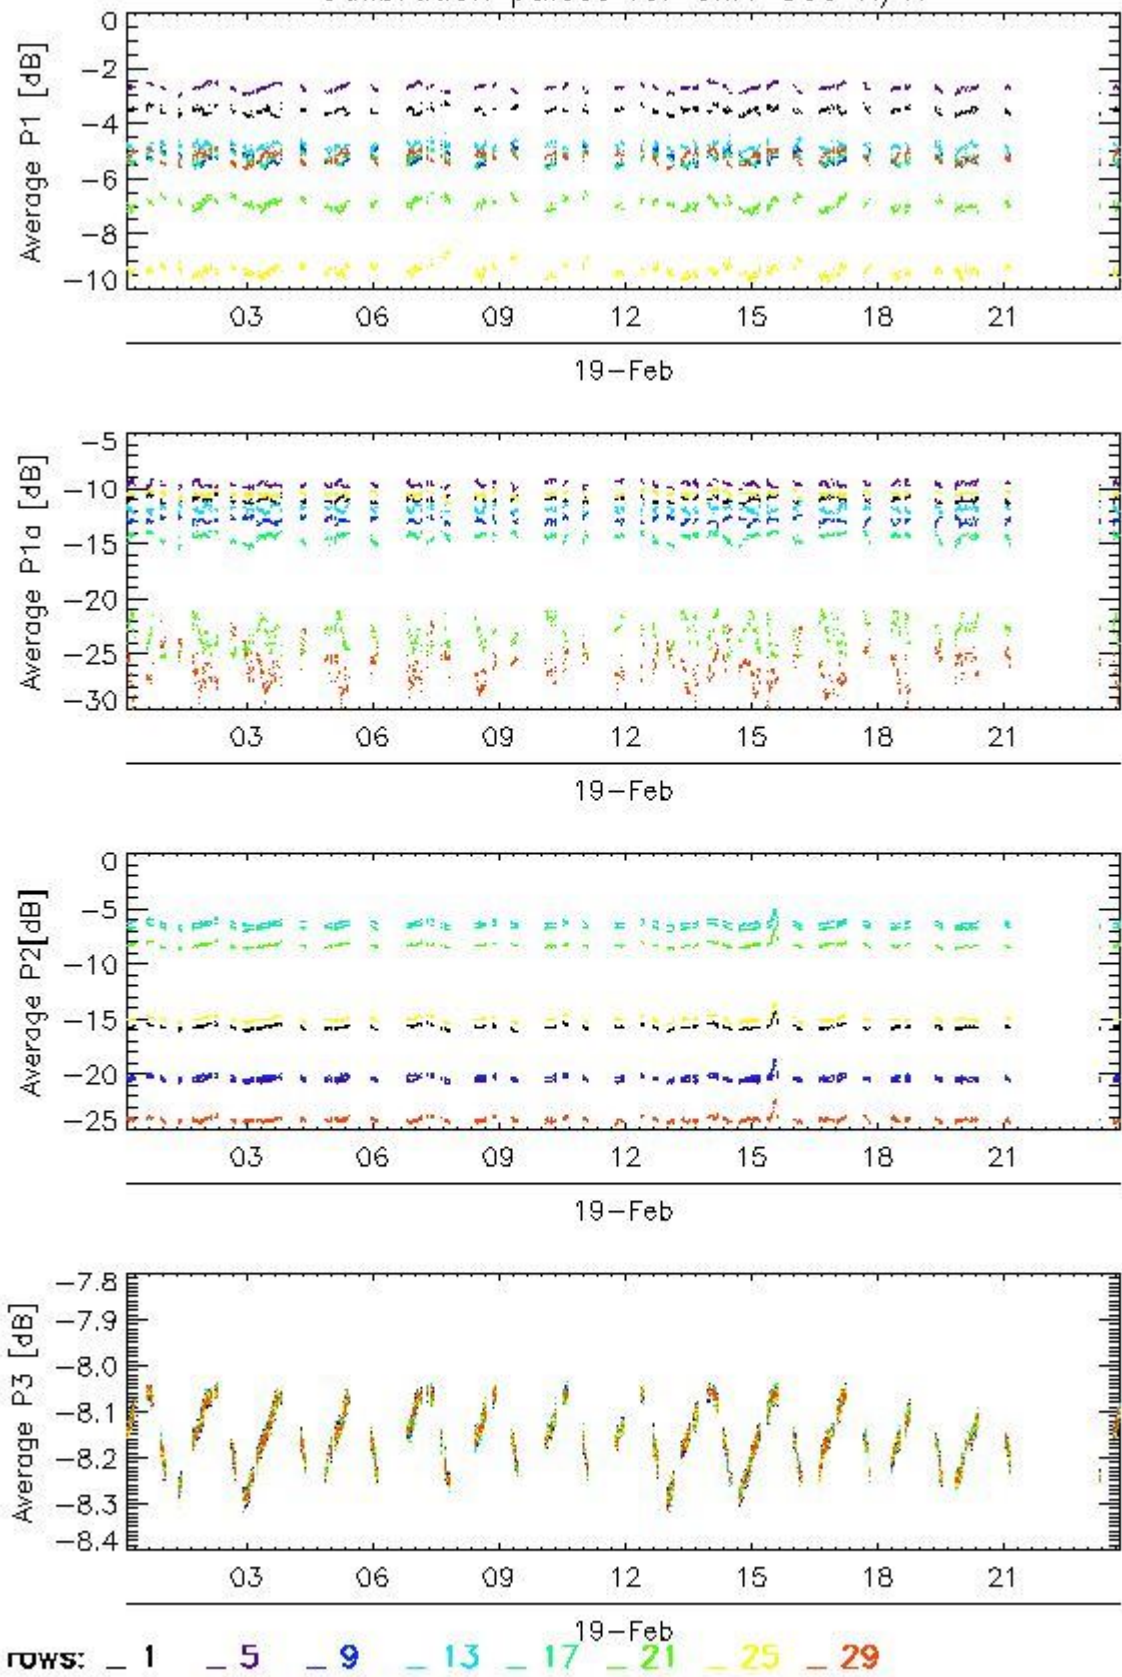 0
-2
-4
-6
-8
-10
Average P1 [dB]
03 06 09 12 15 18 21
19-Feb
-5
-10
-15
-20
-25
-30
Average P1a [dB]
03 06 09 12 15 18 21
19-Feb
0
-5
-10
-15
-20
-25
Average P2[dB]
03 06 09 12 15 18 21
19-Feb
-7.8
-7.9
-8.0
-8.1
-8.2
-8.3
-8.4
Average P3 [dB]
03 06 09 12 15 18 21
19-Feb
rows: _ 1 _ 5 _ 9 _ 13 _ 17 _ 21 _ 25 _ 29